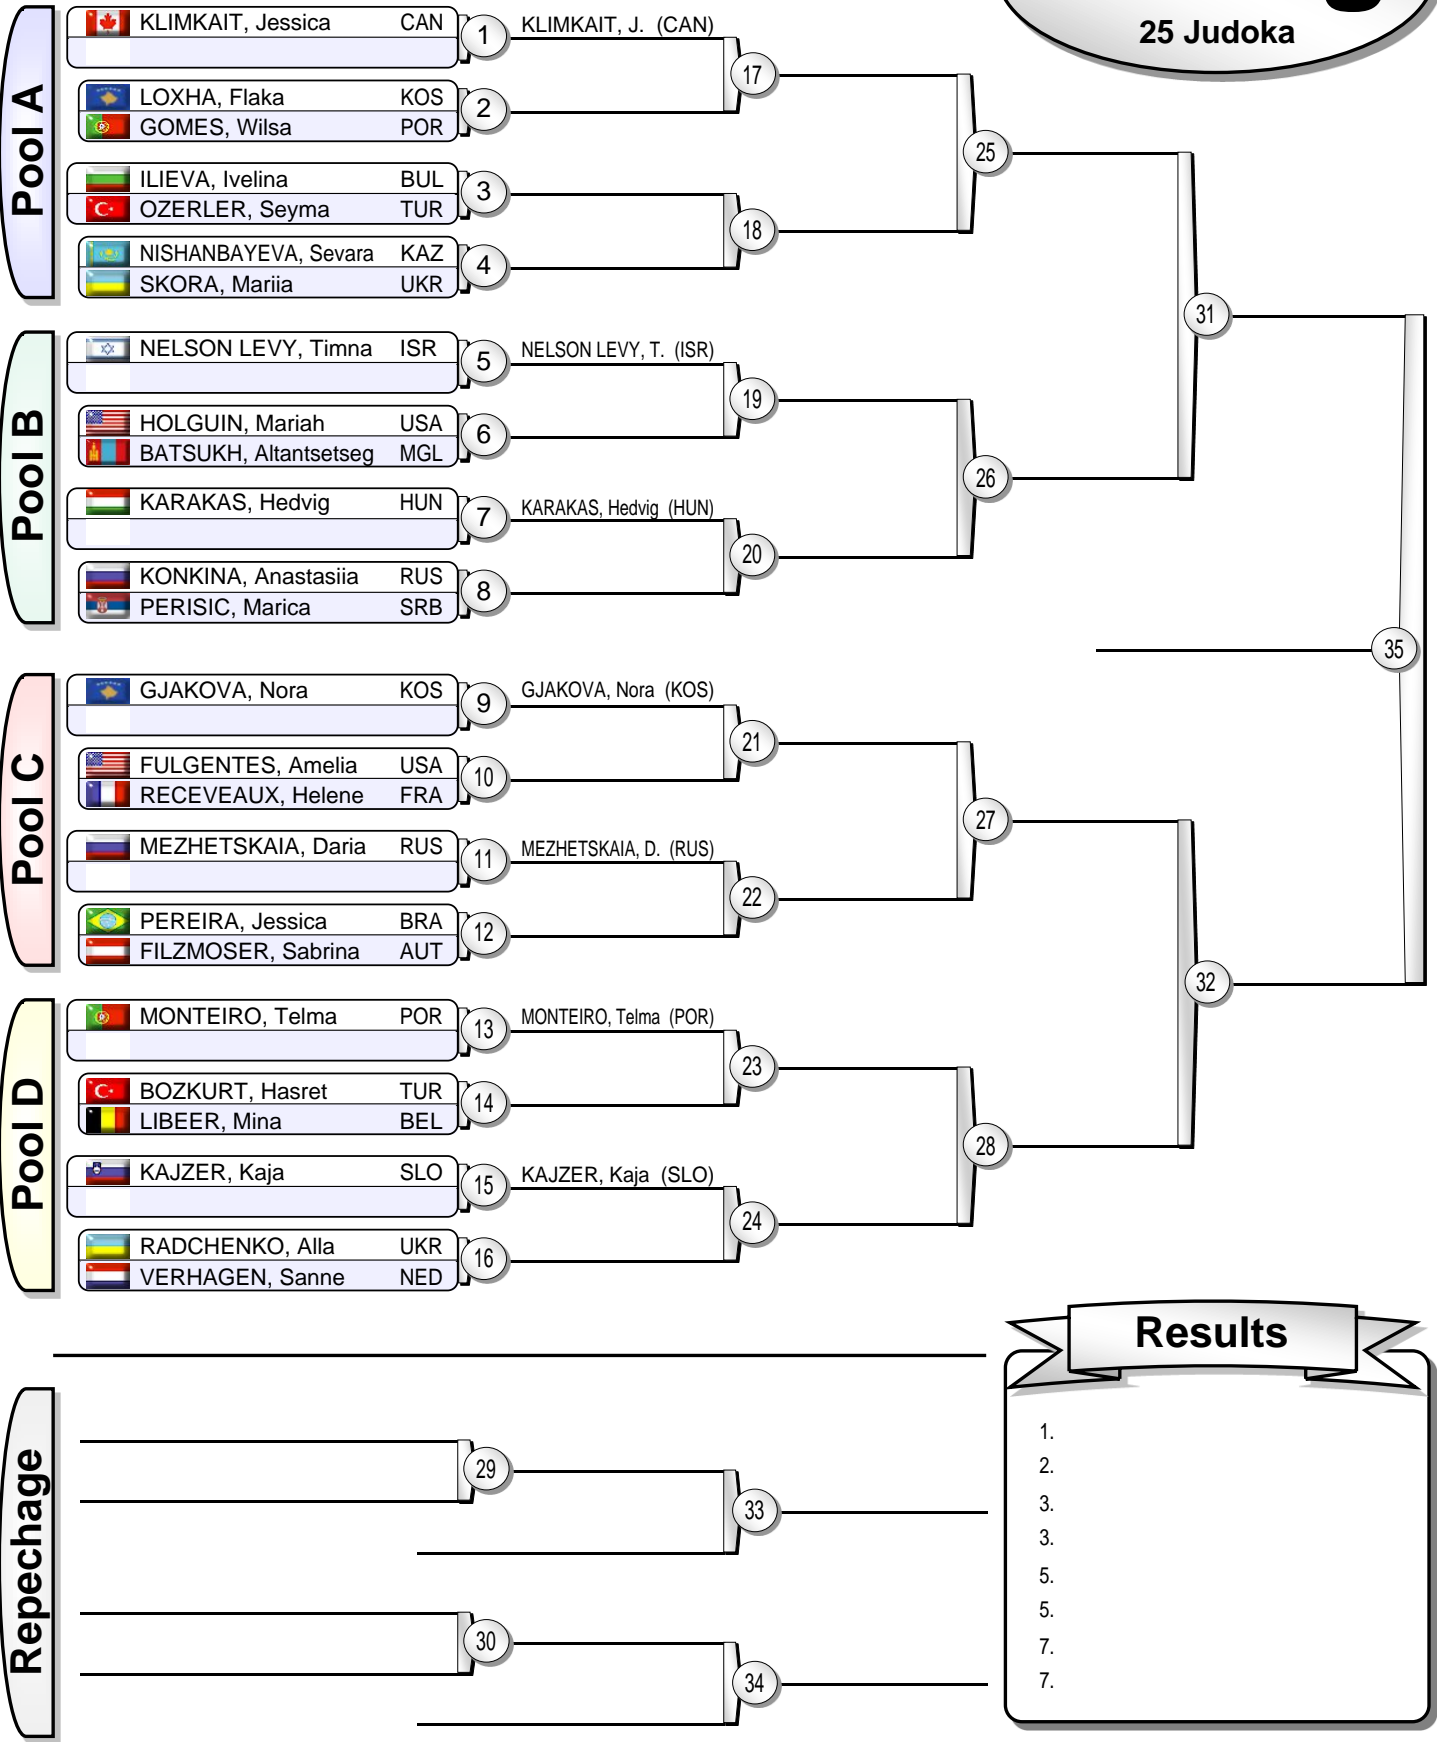 25 Judoka
Pool A
KLIMKAIT, Jessica CAN
1
KLIMKAIT, J. (CAN)
LOXHA, Flaka KOS
GOMES, Wilsa POR
2
17
ILIEVA, Ivelina BUL
OZERLER, Seyma TUR
3
NISHANBAYEVA, Sevara KAZ
SKORA, Mariia UKR
4
18
25
Pool B
NELSON LEVY, Timna ISR
5
NELSON LEVY, T. (ISR)
HOLGUIN, Mariah USA
BATSUKH, Altantsetseg MGL
6
19
KARAKAS, Hedvig HUN
7
KARAKAS, Hedvig (HUN)
KONKINA, Anastasiia RUS
PERISIC, Marica SRB
8
20
26
31
35
Pool C
GJAKOVA, Nora KOS
9
GJAKOVA, Nora (KOS)
FULGENTES, Amelia USA
RECEVEAUX, Helene FRA
10
21
MEZHETSKAIA, Daria RUS
11
MEZHETSKAIA, D. (RUS)
PEREIRA, Jessica BRA
FILZMOSER, Sabrina AUT
12
22
27
Pool D
MONTEIRO, Telma POR
13
MONTEIRO, Telma (POR)
BOZKURT, Hasret TUR
LIBEER, Mina BEL
14
23
KAJZER, Kaja SLO
15
KAJZER, Kaja (SLO)
RADCHENKO, Alla UKR
VERHAGEN, Sanne NED
16
24
28
32
Repechage
29
33
30
34
Results
1.
2.
3.
3.
5.
5.
7.
7.